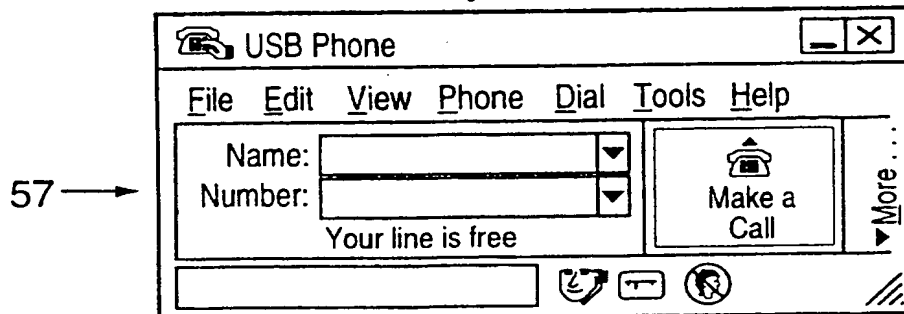 USB Phone
File Edit View Phone Dial Tools Help
Name:
Number:
Your line is free
Make a
Call
More...
57